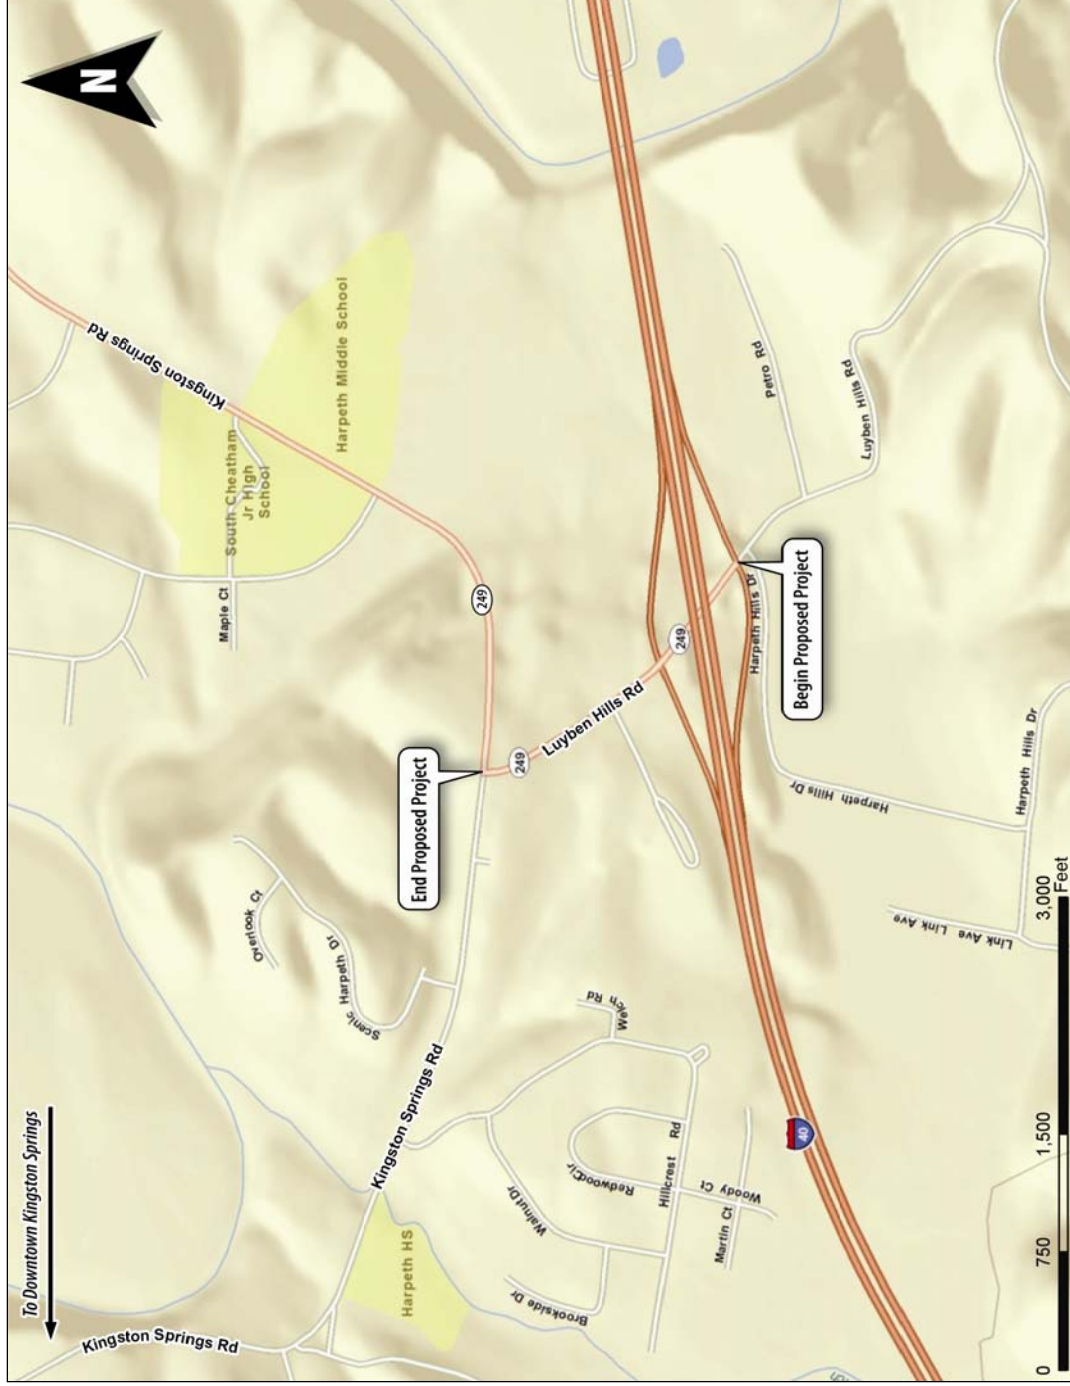 To Downtown Kingston Springs
N
Kingston Springs Rd
Kingston Springs Rd
South Cheatham
Jr High
School
Maple Ct
Harpeth Middle School
Overlook Ct
Scenic Harpeth Dr
Kingston Springs Rd
Harpeth HS
End Proposed Project
249
249
Luyben Hills Rd
249
Walnut Dr
Brookside Dr
Welch Rd
Redwood Cir
Hillcrest Rd
Martin Ct
Woody Ct
40
Petro Rd
Luyben Hills Rd
Harpeth Hills Dr
Begin Proposed Project
Harpeth Hills Dr
Link Ave Link Ave
Harpeth Hills Dr
0 750 1,500 3,000
Feet